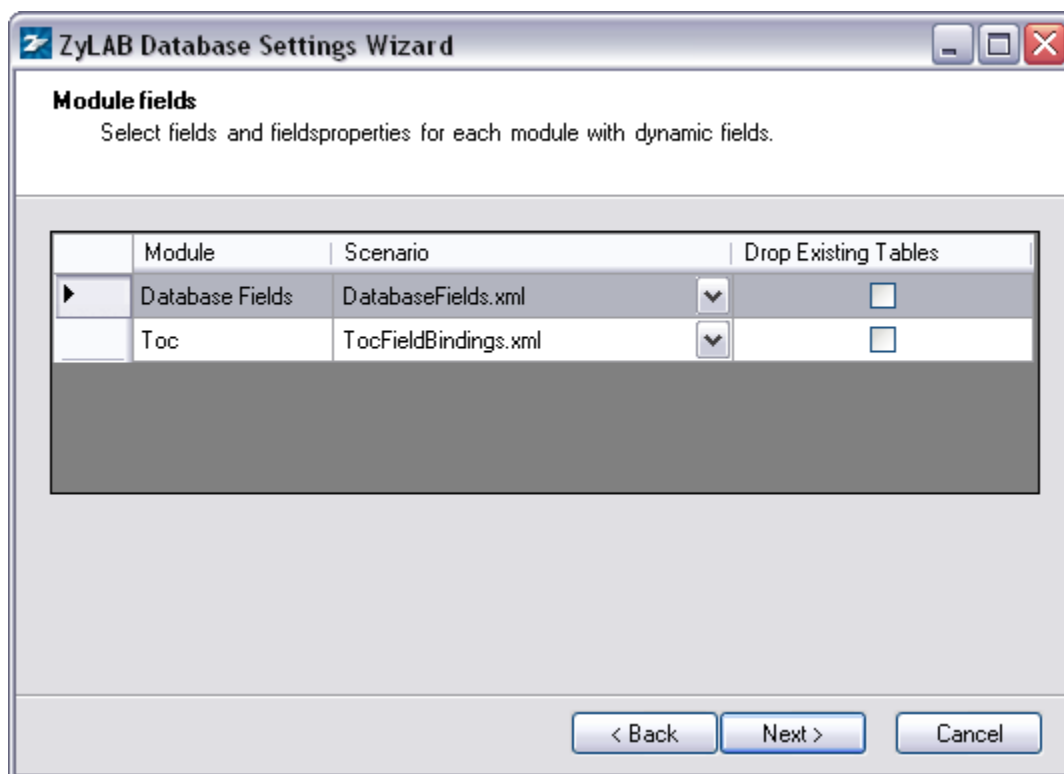 ZyLAB Database Settings Wizard
Module fields
Select fields and fieldsproperties for each module with dynamic fields.
Module Scenario Drop Existing Tables
Database Fields DatabaseFields.xml
Toc TocFieldBindings.xml
< Back Next > Cancel